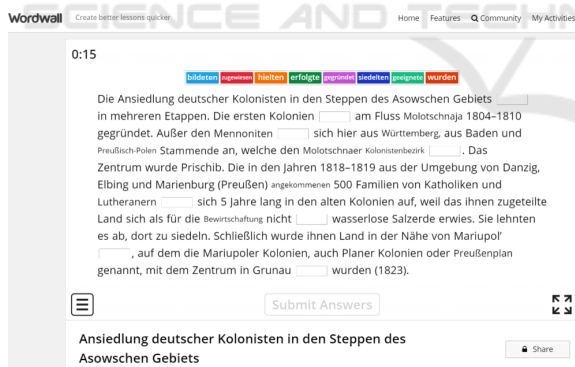 SCIENCE AND TECHN
Wordwall Create better lessons quicker Home Features Community My Activities
0:15
bildeten zugewiesen hielten erfolgte gegründet siedelten geeignete wurden
Die Ansiedlung deutscher Kolonisten in den Steppen des Asowschen Gebiets
in mehreren Etappen. Die ersten Kolonien am Fluss Molotschnaja 1804–1810
gegründet. Außer den Mennoniten sich hier aus Württemberg, aus Baden und
Preußisch-Polen Stammende an, welche den Molotschnaer Kolonistenbezirk . Das
Zentrum wurde Prischib. Die in den Jahren 1818–1819 aus der Umgebung von Danzig,
Elbing und Marienburg (Preußen) angekommenen 500 Familien von Katholiken und
Lutheranern sich 5 Jahre lang in den alten Kolonien auf, weil das ihnen zugeteilte
Land sich als für die Bewirtschaftung nicht wasserlose Salzerde erwies. Sie lehnten
es ab, dort zu siedeln. Schließlich wurde ihnen Land in der Nähe von Mariupol’
, auf dem die Mariupoler Kolonien, auch Planer Kolonien oder Preußenplan
genannt, mit dem Zentrum in Grunau wurden (1823).
Submit Answers
Ansiedlung deutscher Kolonisten in den Steppen des
Asowschen Gebiets
Share